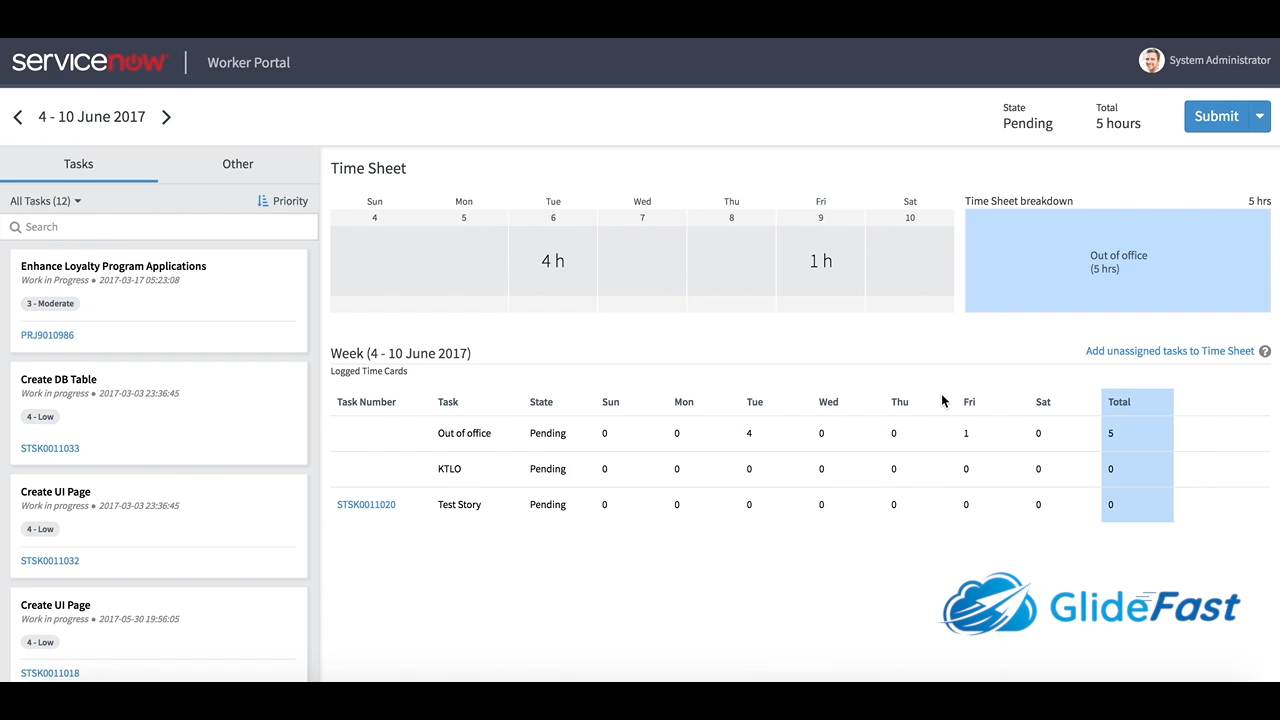 servicenow
Worker Portal
System Administrator
4 - 10 June 2017
State
Pending
Total
5 hours
Submit
Tasks
Other
All Tasks (12)
Priority
Search
Enhance Loyalty Program Applications
Work in Progress • 2017-03-17 05:23:08
3 - Moderate
PRJ9010986
Create DB Table
Work in progress • 2017-03-03 23:36:45
4 - Low
STSK0011033
Create UI Page
Work in progress • 2017-03-03 23:36:45
4 - Low
STSK0011032
Create UI Page
Work in progress • 2017-05-30 19:56:05
4 - Low
STSK0011018
Time Sheet
Sun Mon Tue Wed Thu Fri Sat
4 5 6 7 8 9 10
4 h 1 h
Time Sheet breakdown 5 hrs
Out of office
(5 hrs)
Week (4 - 10 June 2017)
Add unassigned tasks to Time Sheet ?
Logged Time Cards
Task Number Task State Sun Mon Tue Wed Thu Fri Sat Total
Out of office Pending 0 0 4 0 0 1 0 5
KTLO Pending 0 0 0 0 0 0 0 0
STSK0011020 Test Story Pending 0 0 0 0 0 0 0 0
GlideFast